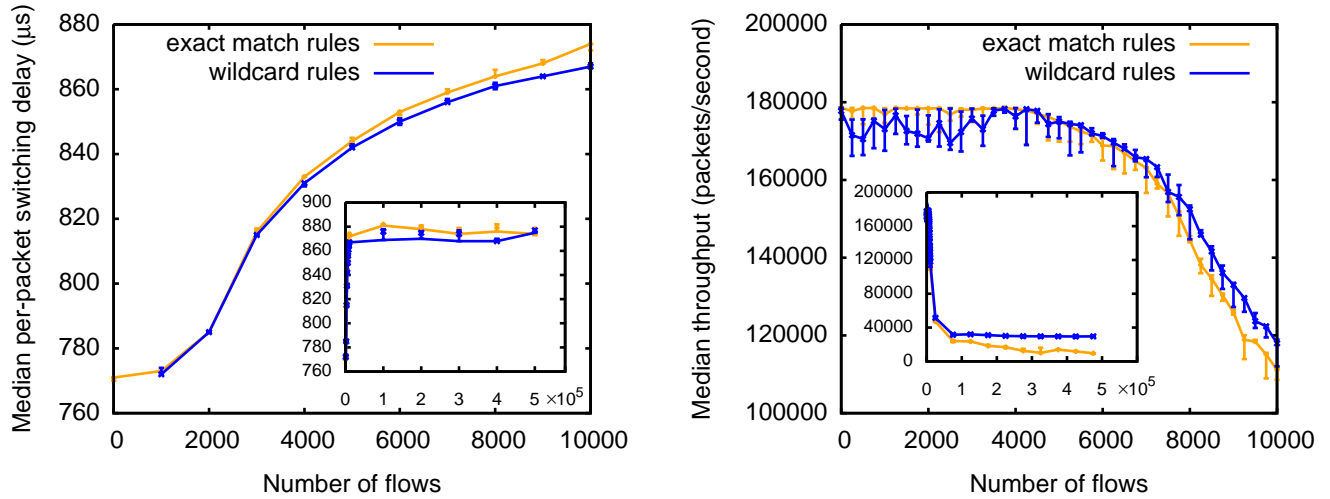 Median per-packet switching delay (μs)
880
860
840
820
800
780
760
exact match rules
wildcard rules
900
880
860
840
820
800
780
760
0 1 2 3 4 5 ×10⁵
0 2000 4000 6000 8000 10000
Number of flows
Median throughput (packets/second)
200000
180000
160000
140000
120000
100000
exact match rules
wildcard rules
200000
160000
120000
80000
40000
0
0 1 2 3 4 5 ×10⁵
0 2000 4000 6000 8000 10000
Number of flows